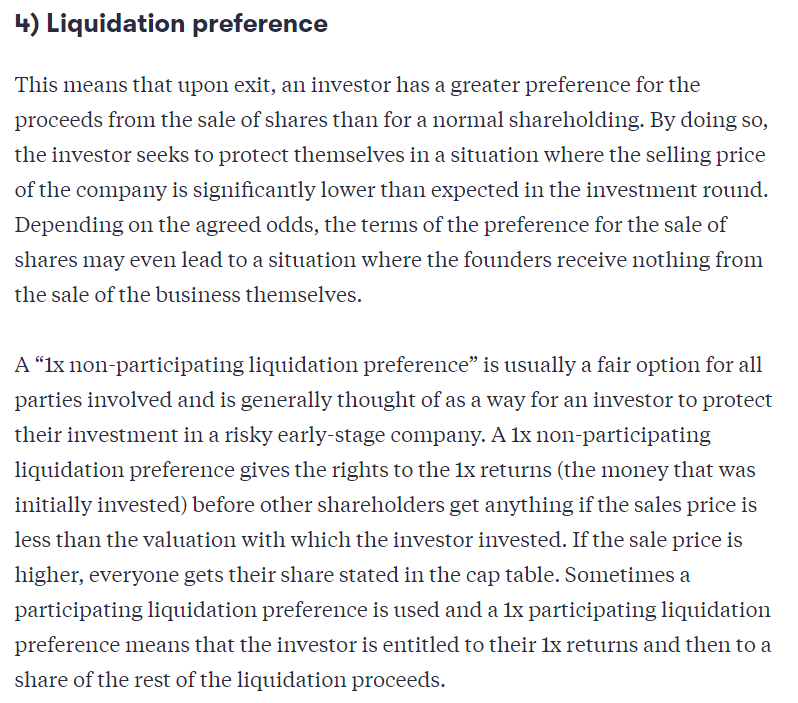 4) Liquidation preference
This means that upon exit, an investor has a greater preference for the
proceeds from the sale of shares than for a normal shareholding. By doing so,
the investor seeks to protect themselves in a situation where the selling price
of the company is significantly lower than expected in the investment round.
Depending on the agreed odds, the terms of the preference for the sale of
shares may even lead to a situation where the founders receive nothing from
the sale of the business themselves.
A “1x non-participating liquidation preference” is usually a fair option for all
parties involved and is generally thought of as a way for an investor to protect
their investment in a risky early-stage company. A 1x non-participating
liquidation preference gives the rights to the 1x returns (the money that was
initially invested) before other shareholders get anything if the sales price is
less than the valuation with which the investor invested. If the sale price is
higher, everyone gets their share stated in the cap table. Sometimes a
participating liquidation preference is used and a 1x participating liquidation
preference means that the investor is entitled to their 1x returns and then to a
share of the rest of the liquidation proceeds.